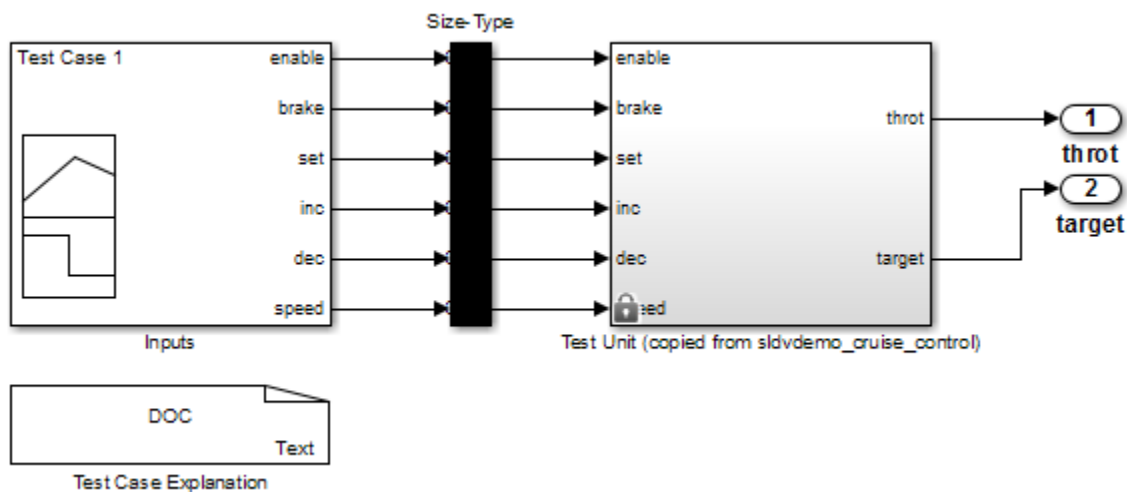 Size-Type
Test Case 1
enable
brake
set
inc
dec
speed
Inputs
enable
brake
set
inc
dec
eed
throt
target
Test Unit (copied from sldvdemo_cruise_control)
1
throt
2
target
DOC
Text
Test Case Explanation